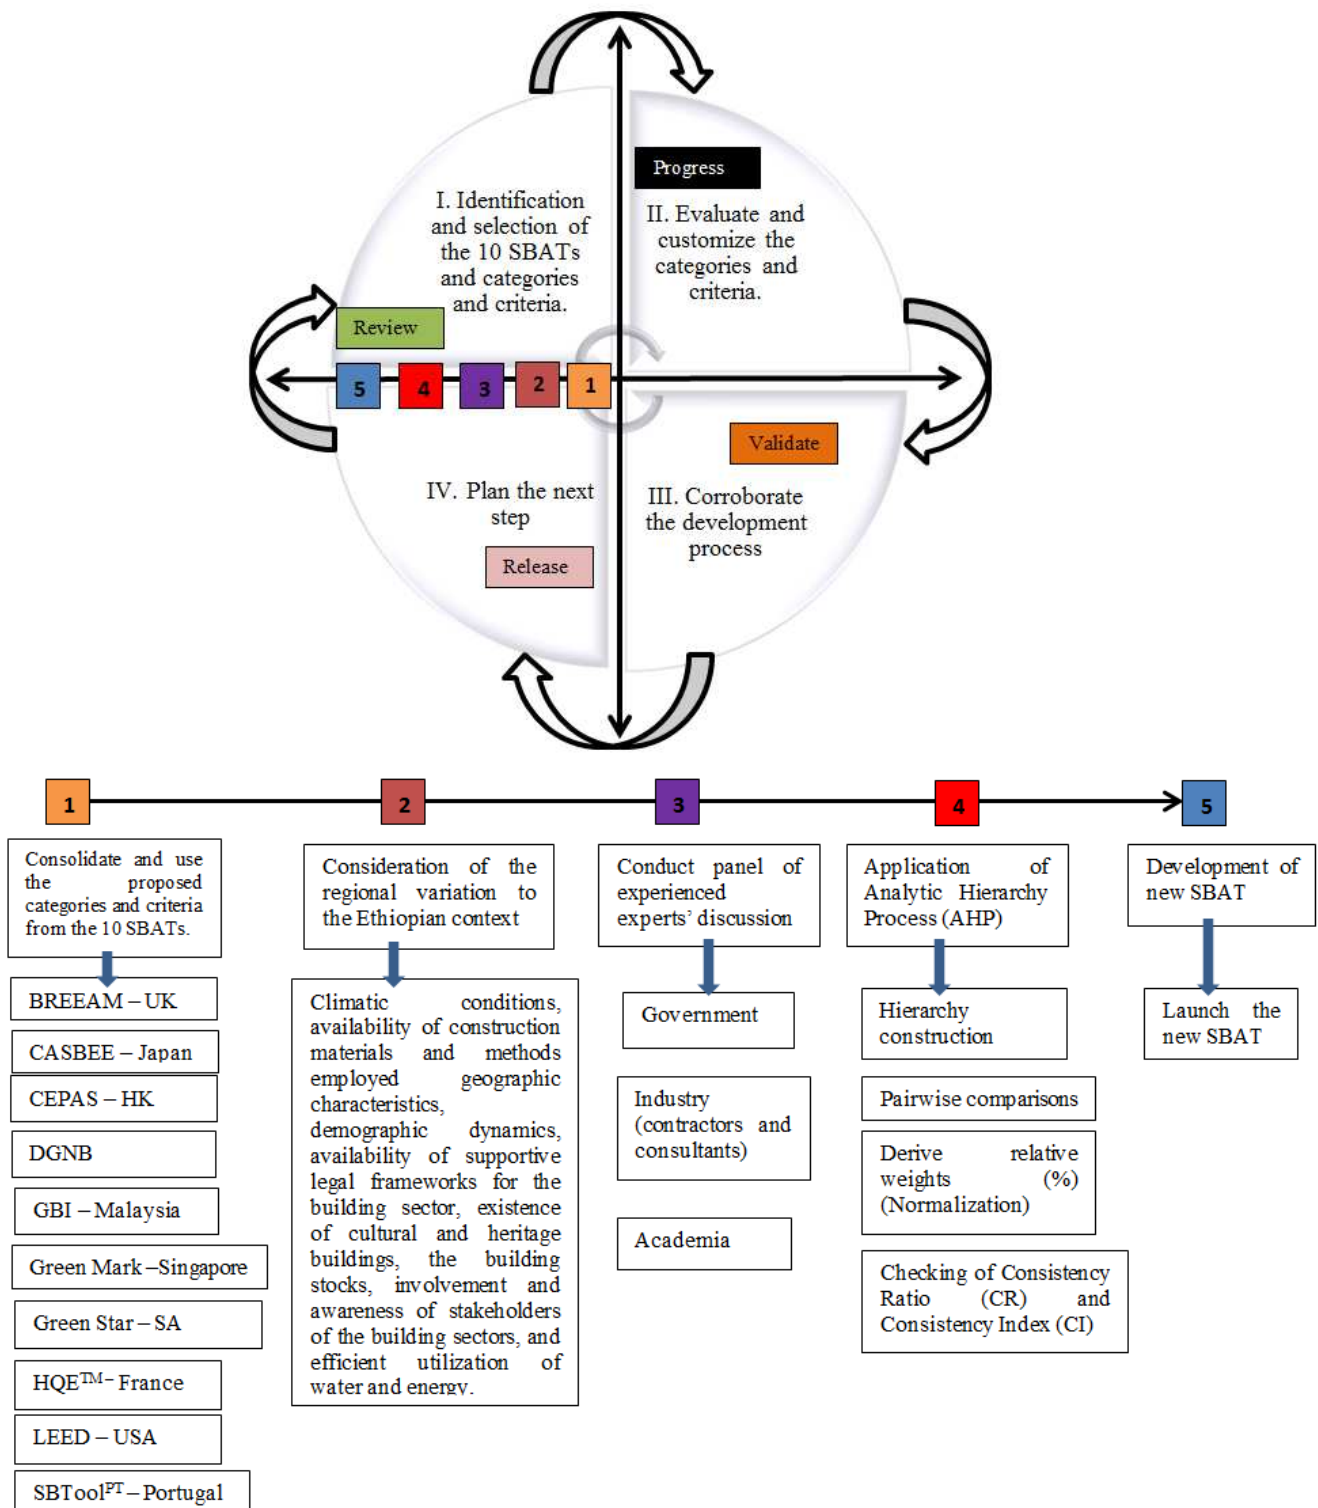 Progress
I. Identification
and selection of
the 10 SBATs
and categories
and criteria.
II. Evaluate and
customize the
categories and
criteria.
Review
5
4
3
2
1
Validate
IV. Plan the next
step
III. Corroborate
the development
process
Release
1
2
3
4
5
Consolidate and use
the proposed
categories and criteria
from the 10 SBATs.
BREEAM – UK
CASBEE – Japan
CEPAS – HK
DGNB
GBI – Malaysia
Green Mark –Singapore
Green Star – SA
HQE™– France
LEED – USA
SBToolᴾᵀ – Portugal
Consideration of the
regional variation to
the Ethiopian context
Climatic conditions,
availability of construction
materials and methods
employed geographic
characteristics,
demographic dynamics,
availability of supportive
legal frameworks for the
building sector, existence
of cultural and heritage
buildings, the building
stocks, involvement and
awareness of stakeholders
of the building sectors, and
efficient utilization of
water and energy.
Conduct panel of
experienced
experts’ discussion
Government
Industry
(contractors and
consultants)
Academia
Application of
Analytic Hierarchy
Process (AHP)
Hierarchy
construction
Pairwise comparisons
Derive relative
weights (%)
(Normalization)
Checking of Consistency
Ratio (CR) and
Consistency Index (CI)
Development of
new SBAT
Launch the
new SBAT